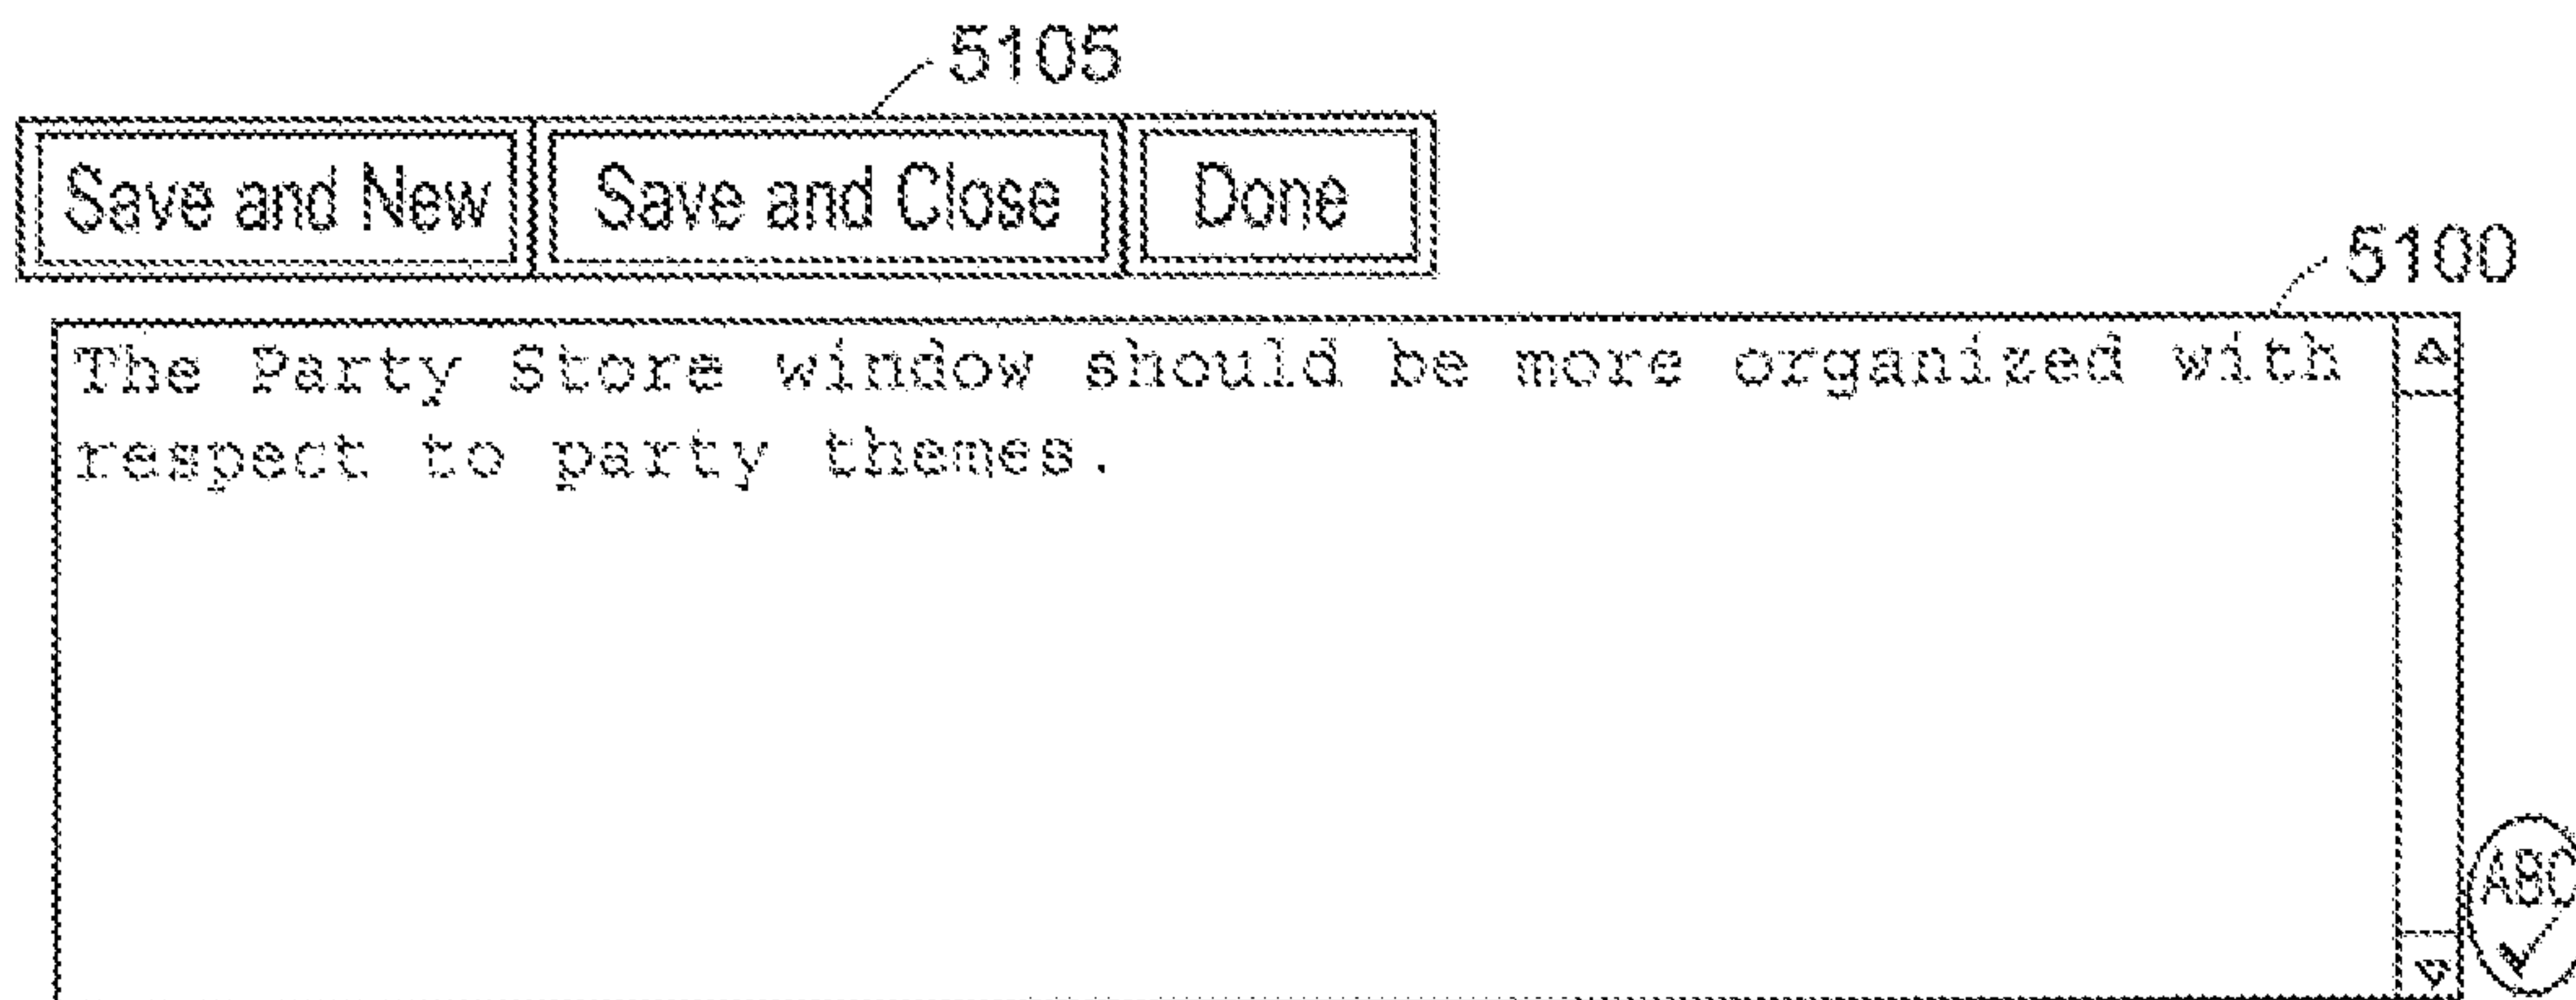 5105
Save and New Save and Close Done
5100
The Party Store window should be more organized with
respect to party themes.
ABC